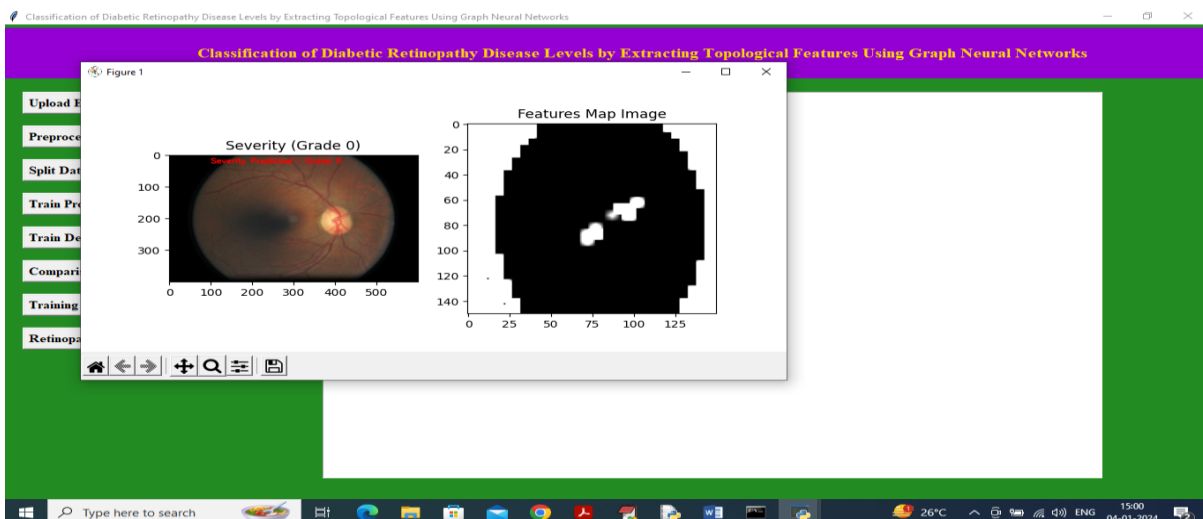 Classification of Diabetic Retinopathy Disease Levels by Extracting Topological Features Using Graph Neural Networks
Classification of Diabetic Retinopathy Disease Levels by Extracting Topological Features Using Graph Neural Networks
Figure 1
Upload
Preproce
Split Dat
Train Pr
Train De
Compari
Training
Retinopa
Severity (Grade 0)
0
100
200
300
0 100 200 300 400 500
Features Map Image
0
20
40
60
80
100
120
140
0 25 50 75 100 125
Type here to search
26°C
ENG
15:00
04-01-2024